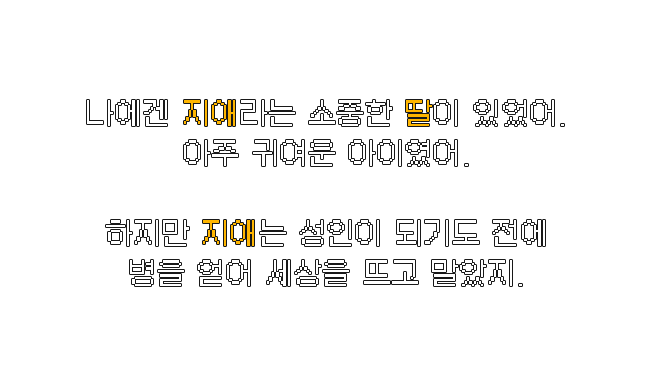 나에겐 지애라는 소중한 딸이 있었어.
아주 귀여운 아이였어.
하지만 지애는 성인이 되기도 전에
병을 얻어 세상을 뜨고 말았지.